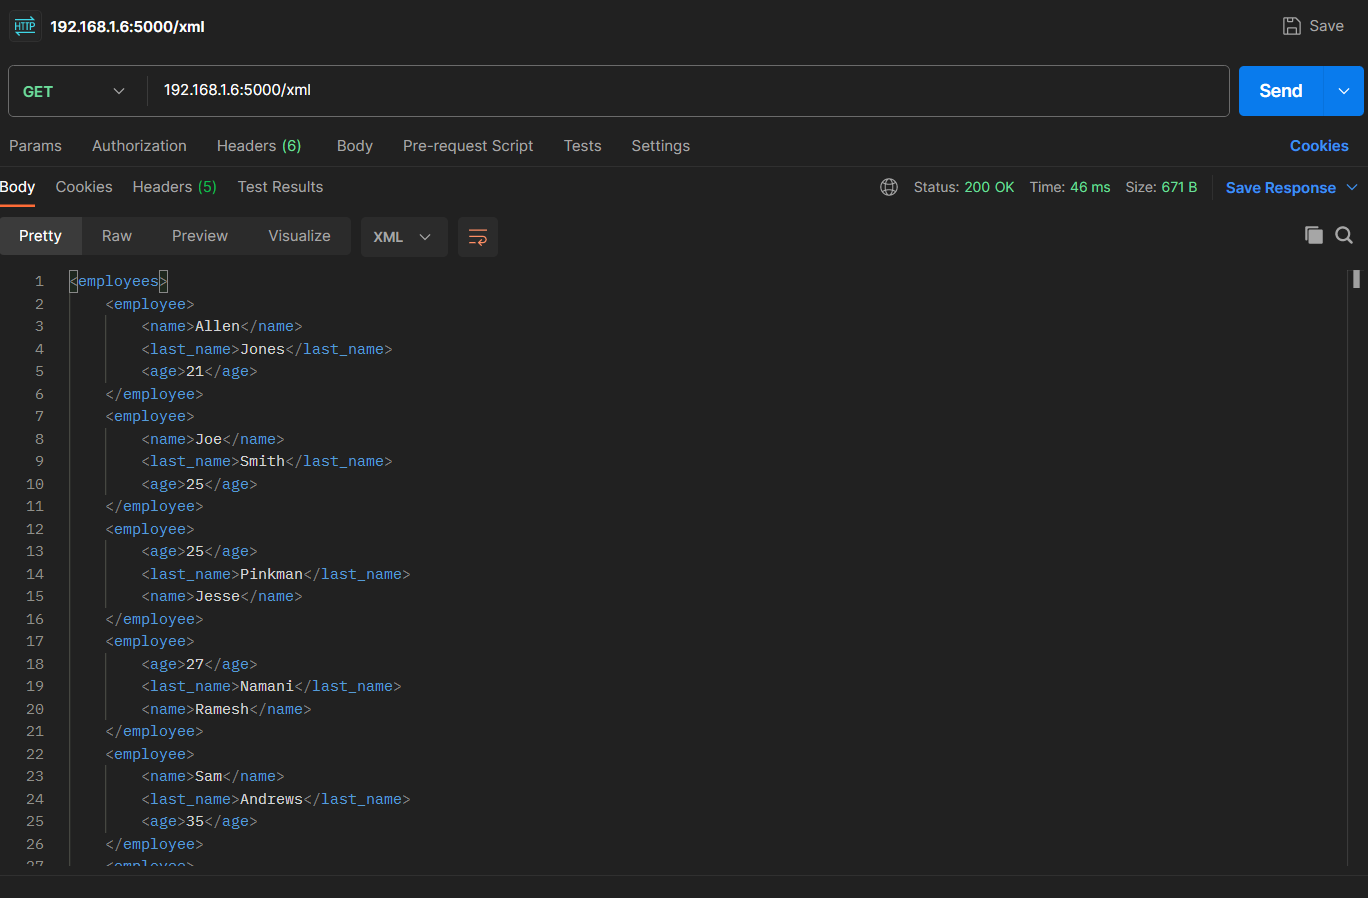 HTTP 192.168.1.6:5000/xml Save
GET 192.168.1.6:5000/xml Send
Params Authorization Headers (6) Body Pre-request Script Tests Settings Cookies
Body Cookies Headers (5) Test Results Status: 200 OK Time: 46 ms Size: 671 B Save Response
Pretty Raw Preview Visualize XML
1 <employees>
2 <employee>
3 <name>Allen</name>
4 <last_name>Jones</last_name>
5 <age>21</age>
6 </employee>
7 <employee>
8 <name>Joe</name>
9 <last_name>Smith</last_name>
10 <age>25</age>
11 </employee>
12 <employee>
13 <age>25</age>
14 <last_name>Pinkman</last_name>
15 <name>Jesse</name>
16 </employee>
17 <employee>
18 <age>27</age>
19 <last_name>Namani</last_name>
20 <name>Ramesh</name>
21 </employee>
22 <employee>
23 <name>Sam</name>
24 <last_name>Andrews</last_name>
25 <age>35</age>
26 </employee>
27 <employee>